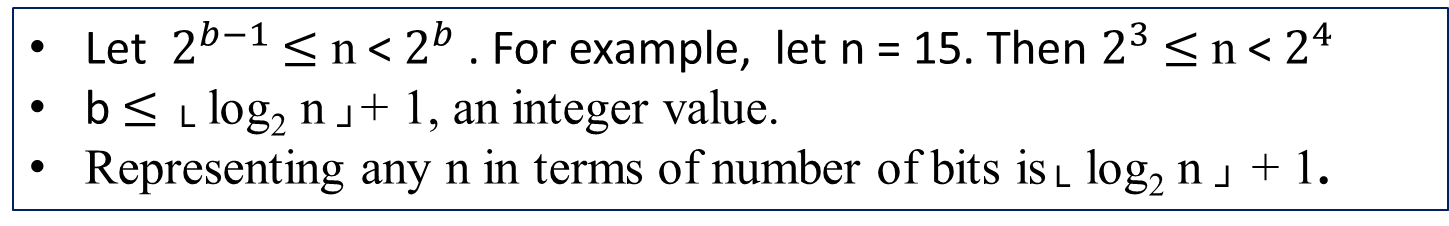 • Let 2^{b−1} ≤ n < 2^b . For example, let n = 15. Then 2^3 ≤ n < 2^4
• b ≤ ⌞ log₂ n ⌟ + 1, an integer value.
• Representing any n in terms of number of bits is ⌞ log₂ n ⌟ + 1.